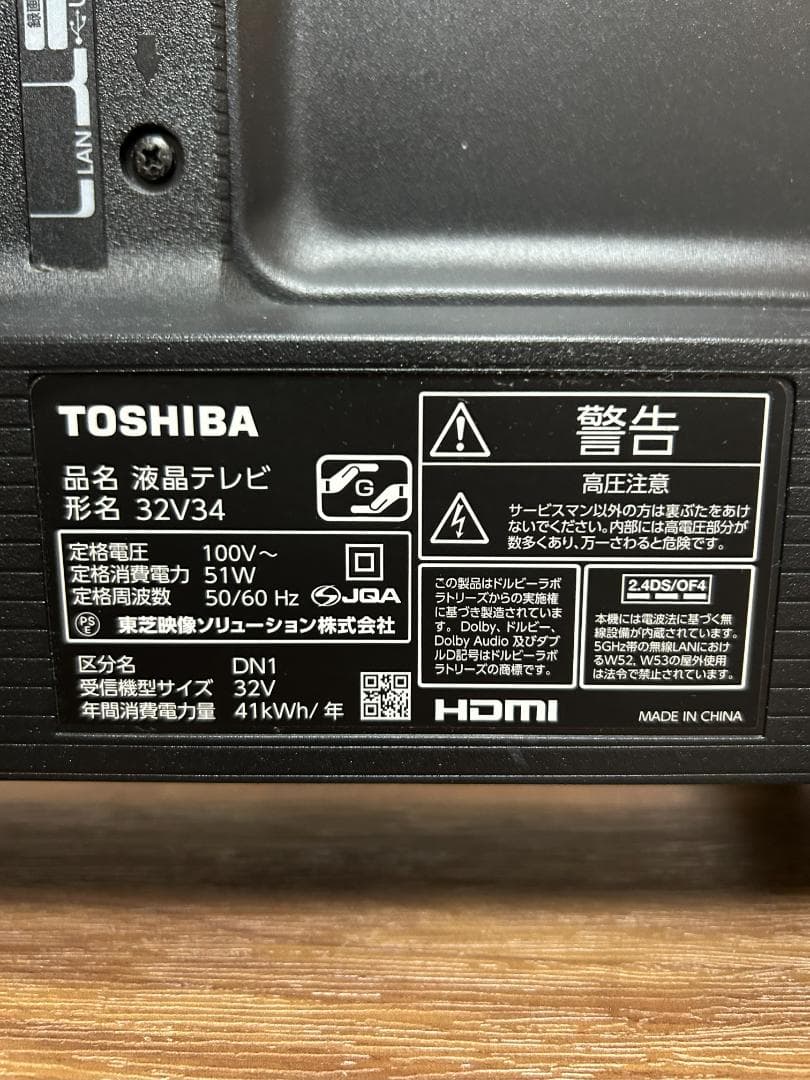 録画
LAN
TOSHIBA
品名 液晶テレビ
形名 32V34
G
定格電圧 100V～
定格消費電力 51W
定格周波数 50/60 Hz JQA
PSE 東芝映像ソリューション株式会社
区分名 DN1
受信機型サイズ 32V
年間消費電力量 41kWh/年
警告
高圧注意
サービスマン以外の方は裏ぶたをあけ
ないでください。内部には高電圧部分が
数多くあり、万一さわると危険です。
この製品はドルビーラボ
ラトリーズからの実施権
に基づき製造されていま
す。Dolby、ドルビー、
Dolby Audio 及びダブ
ルD記号はドルビーラボ
ラトリーズの商標です。
2.4DS/OF4
本機には電波法に基づく無
線設備が内蔵されています。
5GHz帯の無線LANにおけ
るW52、W53の屋外使用
は法令で禁止されています。
HDMI
MADE IN CHINA